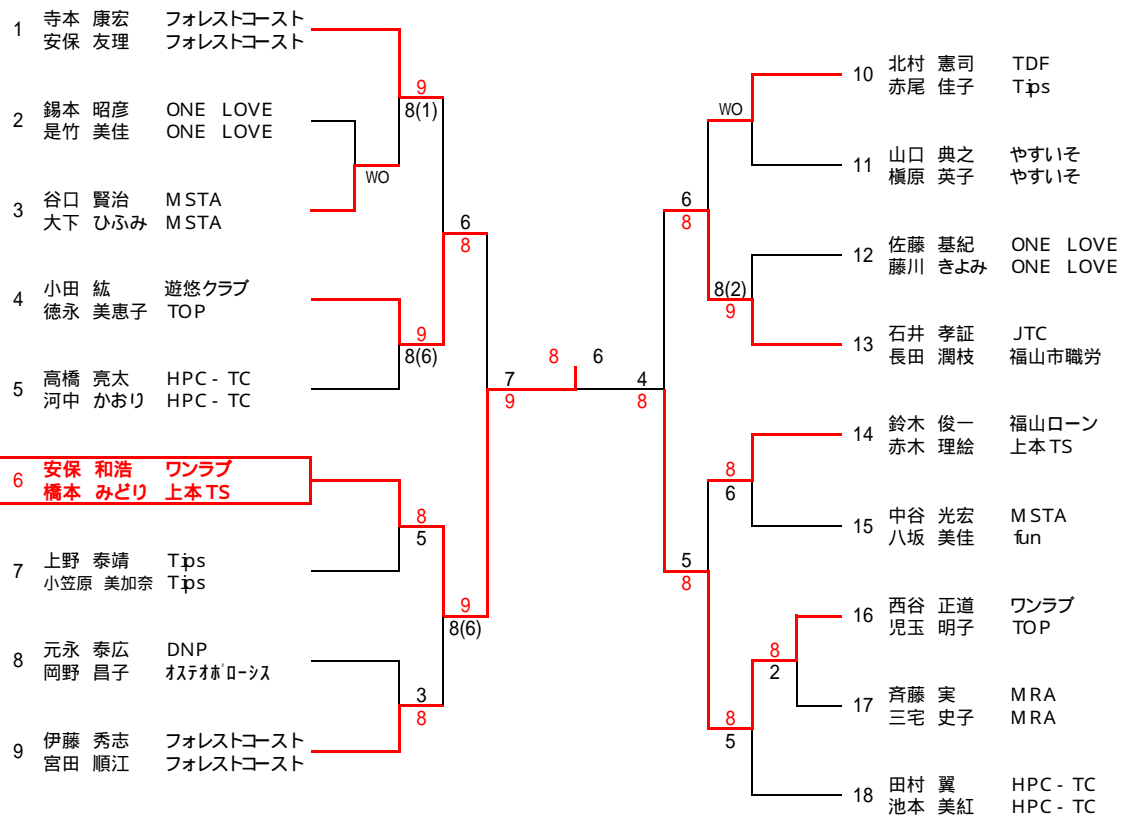 1 寺本 康宏 フォレストコースト
安保 友理 フォレストコースト
9
8(1)
2 錫本 昭彦 ONE LOVE
是竹 美佳 ONE LOVE
WO
3 谷口 賢治 MSTA
大下 ひふみ MSTA
6
8
4 小田 紘 遊悠クラブ
徳永 美恵子 TOP
9
8(6)
5 高橋 亮太 HPC-TC
河中 かおり HPC-TC
7
9
6 安保 和浩 ワンラブ
橋本 みどり 上本TS
8
5
7 上野 泰靖 Tips
小笠原 美加奈 Tips
9
8(6)
8 元永 泰広 DNP
岡野 昌子 オステオポローシス
3
8
9 伊藤 秀志 フォレストコースト
宮田 順江 フォレストコースト
8 6
10 北村 憲司 TDF
赤尾 佳子 Tips
WO
11 山口 典之 やすいそ
槇原 英子 やすいそ
6
8
12 佐藤 基紀 ONE LOVE
藤川 きよみ ONE LOVE
8(2)
9
13 石井 孝証 JTC
長田 潤枝 福山市職労
4
8
14 鈴木 俊一 福山ローン
赤木 理絵 上本TS
8
6
15 中谷 光宏 MSTA
八坂 美佳 fun
5
8
16 西谷 正道 ワンラブ
児玉 明子 TOP
8
2
17 斉藤 実 MRA
三宅 史子 MRA
8
5
18 田村 翼 HPC-TC
池本 美紅 HPC-TC